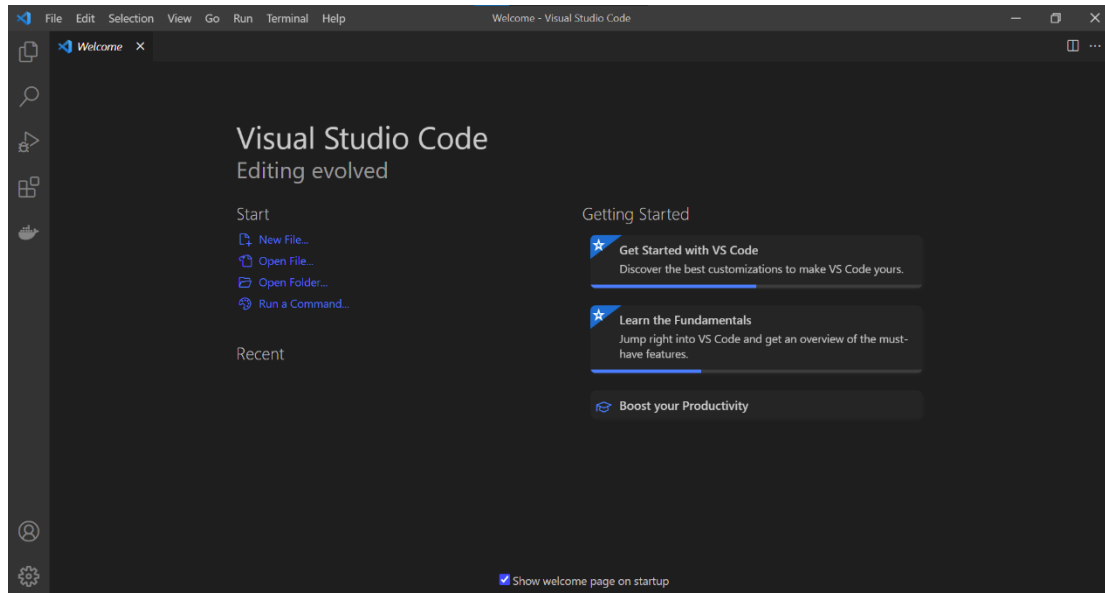 File Edit Selection View Go Run Terminal Help
Welcome - Visual Studio Code
Welcome
Visual Studio Code
Editing evolved
Start
New File...
Open File...
Open Folder...
Run a Command...
Recent
Getting Started
Get Started with VS Code
Discover the best customizations to make VS Code yours.
Learn the Fundamentals
Jump right into VS Code and get an overview of the must-
have features.
Boost your Productivity
Show welcome page on startup